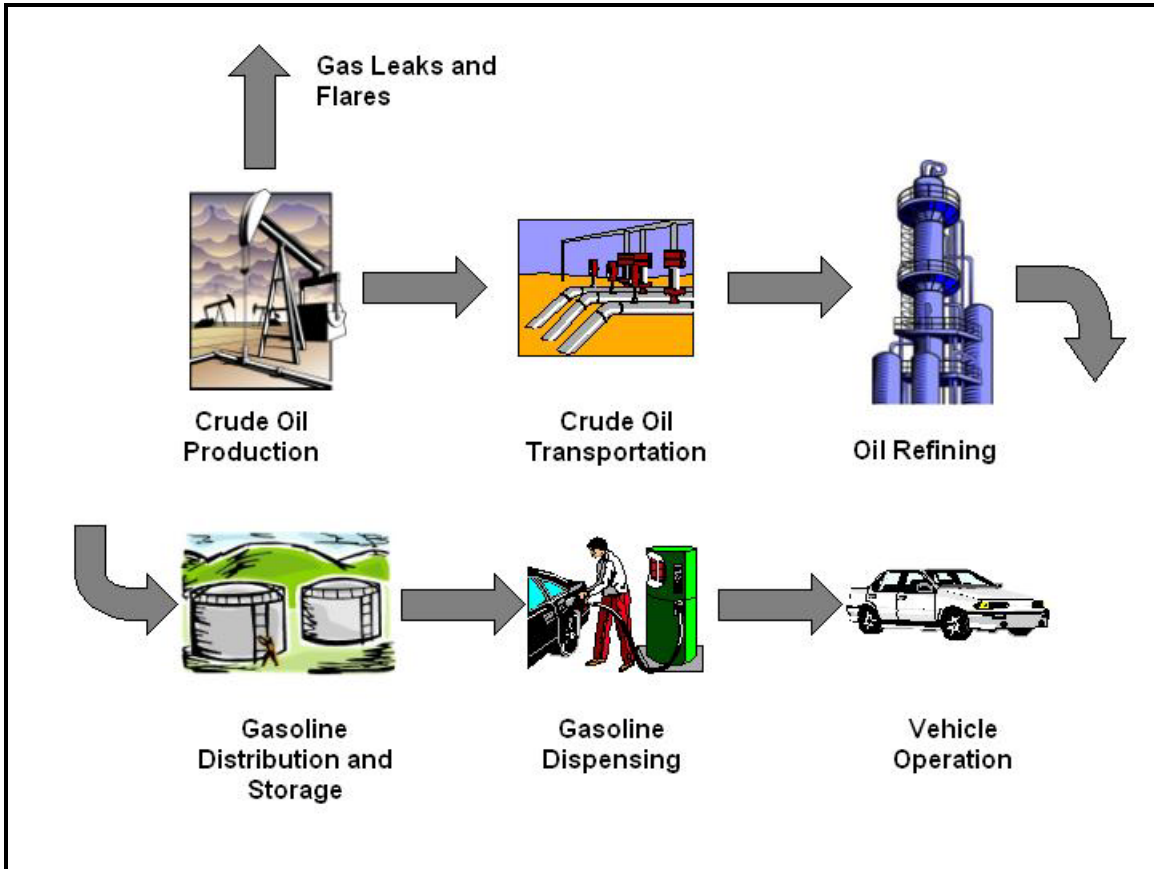 Gas Leaks and
Flares
Crude Oil
Production
Crude Oil
Transportation
Oil Refining
Gasoline
Distribution and
Storage
Gasoline
Dispensing
Vehicle
Operation